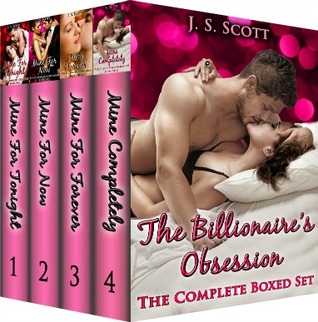 J. S. Scott
The Billionaire's
Obsession
The Complete Boxed Set
Mine For Tonight
1
Mine For Now
2
Mine For Forever
3
Mine Completely
4